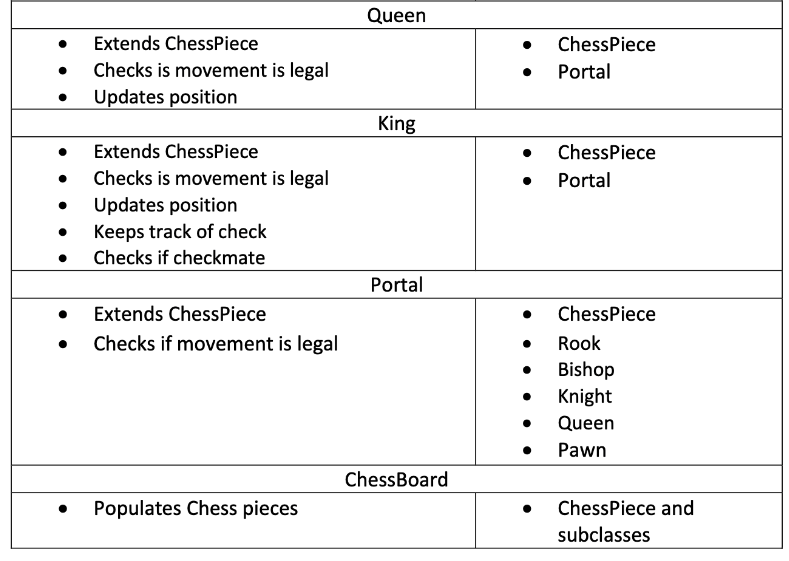 Queen
• Extends ChessPiece
• Checks is movement is legal
• Updates position
• ChessPiece
• Portal
King
• Extends ChessPiece
• Checks is movement is legal
• Updates position
• Keeps track of check
• Checks if checkmate
• ChessPiece
• Portal
Portal
• Extends ChessPiece
• Checks if movement is legal
• ChessPiece
• Rook
• Bishop
• Knight
• Queen
• Pawn
ChessBoard
• Populates Chess pieces
• ChessPiece and
subclasses